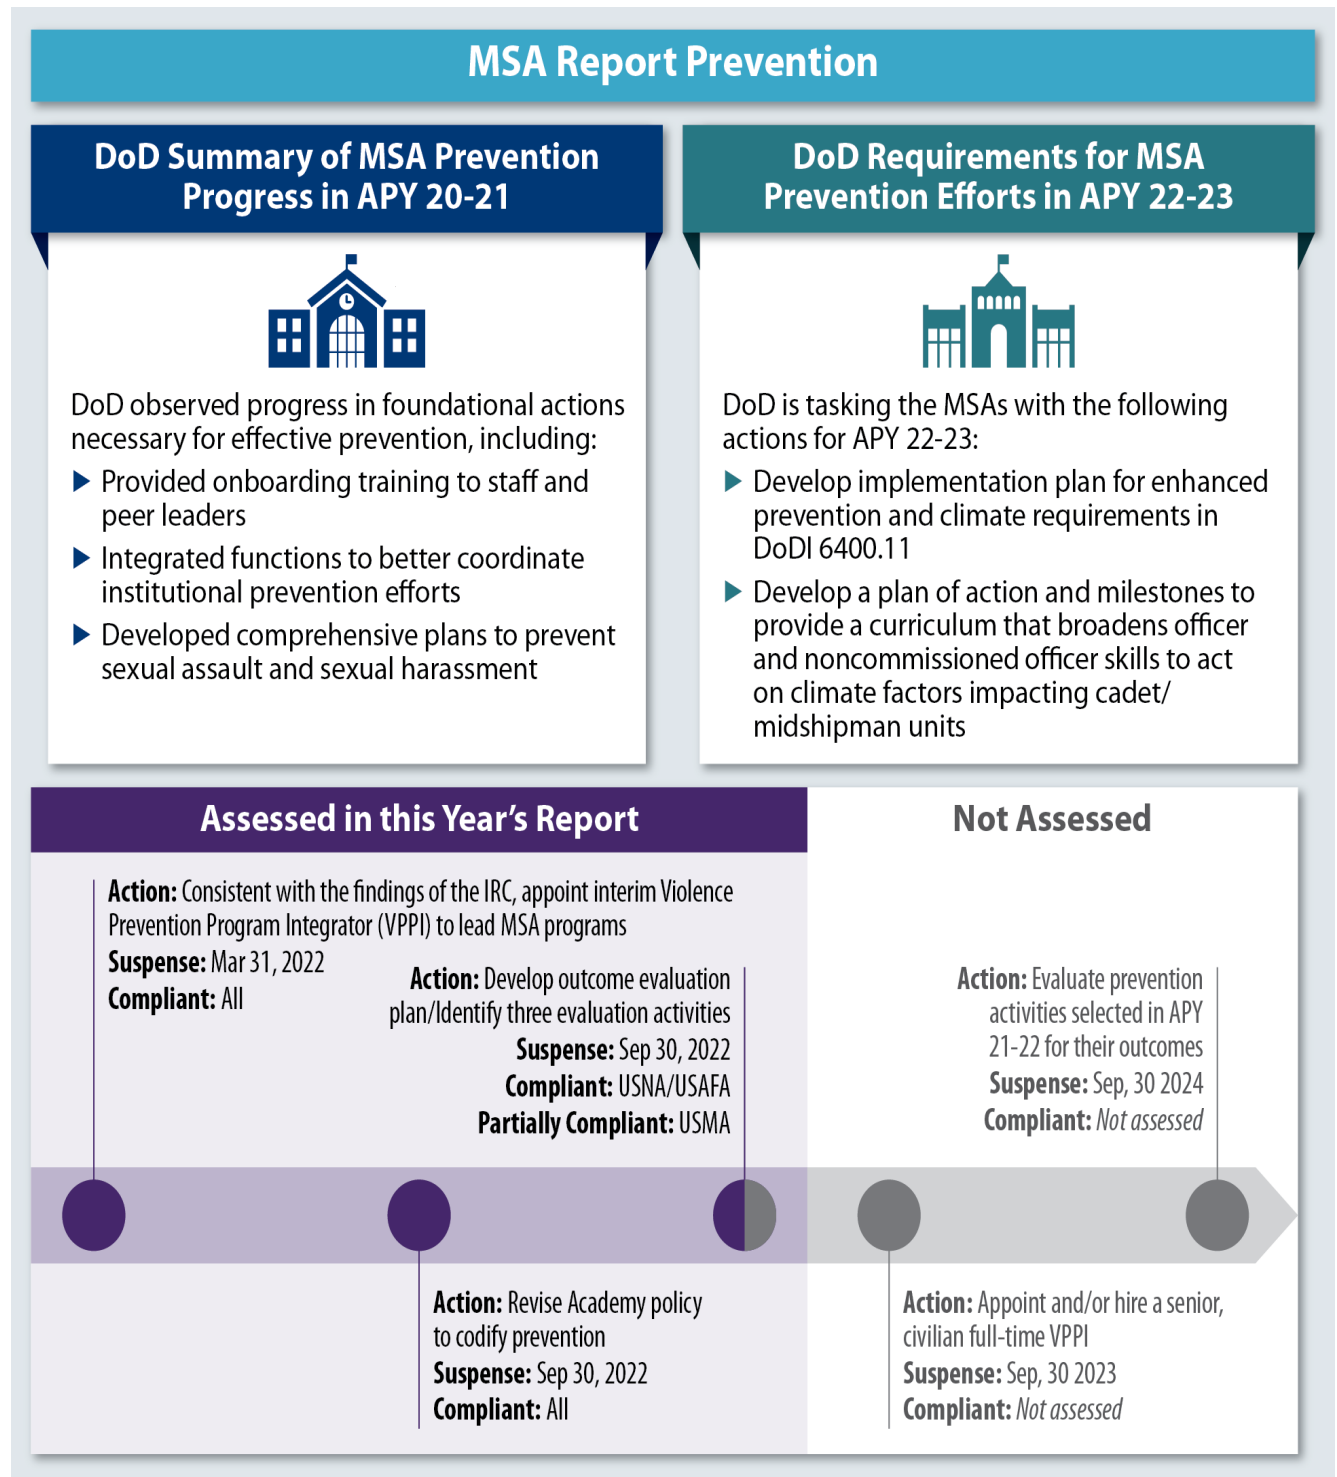 MSA Report Prevention
DoD Summary of MSA Prevention
Progress in APY 20-21
DoD observed progress in foundational actions
necessary for effective prevention, including:
Provided onboarding training to staff and
peer leaders
Integrated functions to better coordinate
institutional prevention efforts
Developed comprehensive plans to prevent
sexual assault and sexual harassment
DoD Requirements for MSA
Prevention Efforts in APY 22-23
DoD is tasking the MSAs with the following
actions for APY 22-23:
Develop implementation plan for enhanced
prevention and climate requirements in
DoDI 6400.11
Develop a plan of action and milestones to
provide a curriculum that broadens officer
and noncommissioned officer skills to act
on climate factors impacting cadet/
midshipman units
Assessed in this Year’s Report
Action: Consistent with the findings of the IRC, appoint interim Violence
Prevention Program Integrator (VPPI) to lead MSA programs
Suspense: Mar 31, 2022
Compliant: All
Action: Revise Academy policy
to codify prevention
Suspense: Sep 30, 2022
Compliant: All
Action: Develop outcome evaluation
plan/Identify three evaluation activities
Suspense: Sep 30, 2022
Compliant: USNA/USAFA
Partially Compliant: USMA
Not Assessed
Action: Appoint and/or hire a senior,
civilian full-time VPPI
Suspense: Sep, 30 2023
Compliant: Not assessed
Action: Evaluate prevention
activities selected in APY
21-22 for their outcomes
Suspense: Sep, 30 2024
Compliant: Not assessed